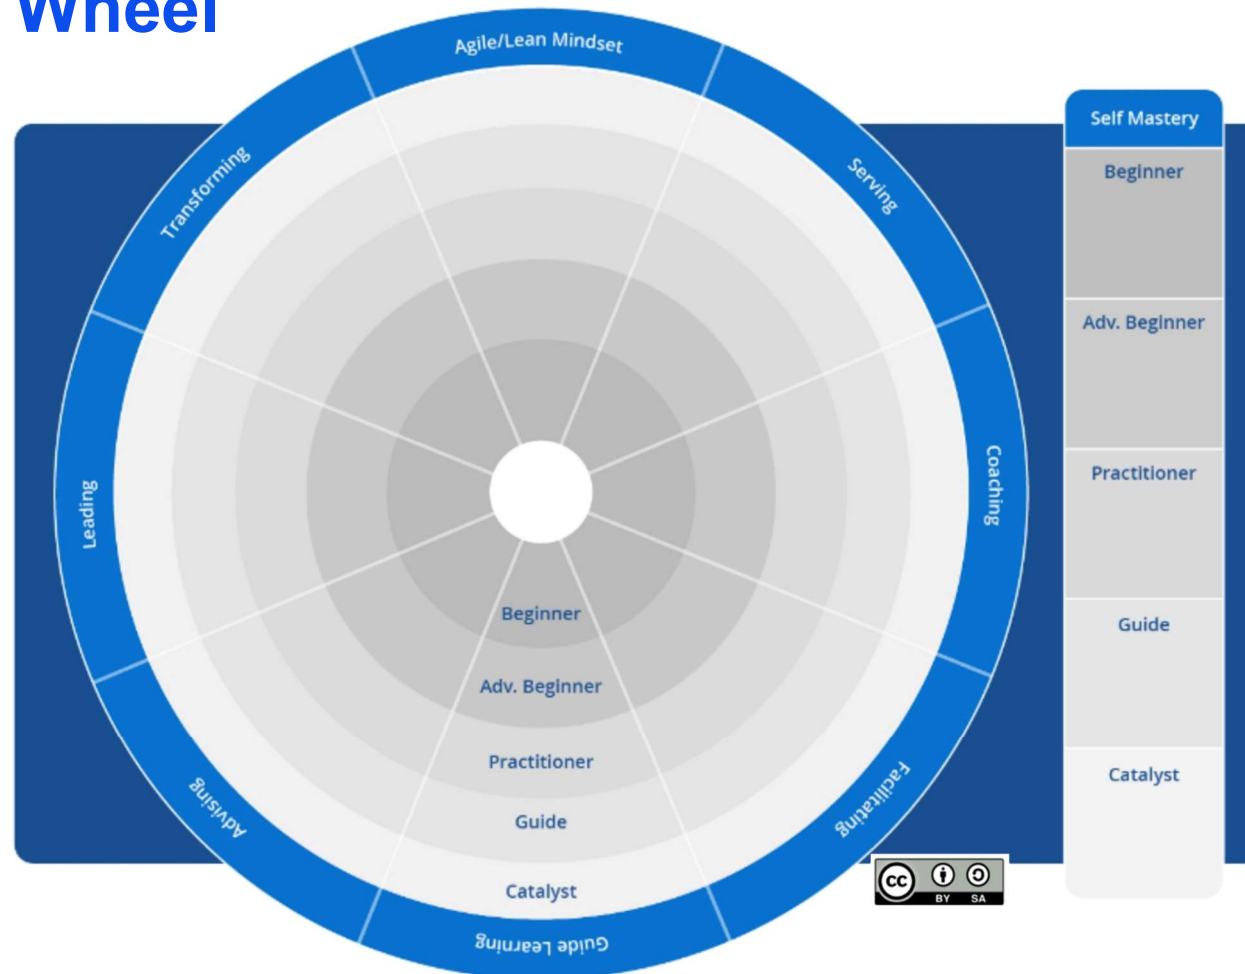 Wheel
Agile/Lean Mindset
Serving
Coaching
Facilitating
Guide Learning
Advising
Leading
Transforming
Beginner
Adv. Beginner
Practitioner
Guide
Catalyst
Self Mastery
Beginner
Adv. Beginner
Practitioner
Guide
Catalyst
cc
BY SA